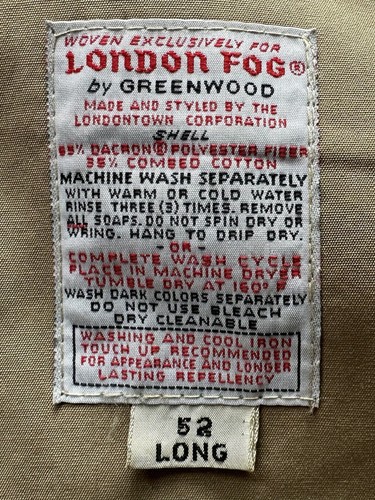 WOVEN EXCLUSIVELY FOR
LONDON FOG®
by GREENWOOD
MADE AND STYLED BY THE
LONDONTOWN CORPORATION
SHELL
65% DACRON® POLYESTER FIBER
35% COMBED COTTON
MACHINE WASH SEPARATELY
WITH WARM OR COLD WATER
RINSE THREE (3) TIMES. REMOVE
ALL SOAPS. DO NOT SPIN DRY OR
WRING. HANG TO DRIP DRY.
- OR -
COMPLETE WASH CYCLE
PLACE IN MACHINE DRYER
TUMBLE DRY AT 160° F
WASH DARK COLORS SEPARATELY
DO NOT USE BLEACH
DRY CLEANABLE
WASHING AND COOL IRON
TOUCH UP RECOMMENDED
FOR APPEARANCE AND LONGER
LASTING REPELLENCY
52
LONG